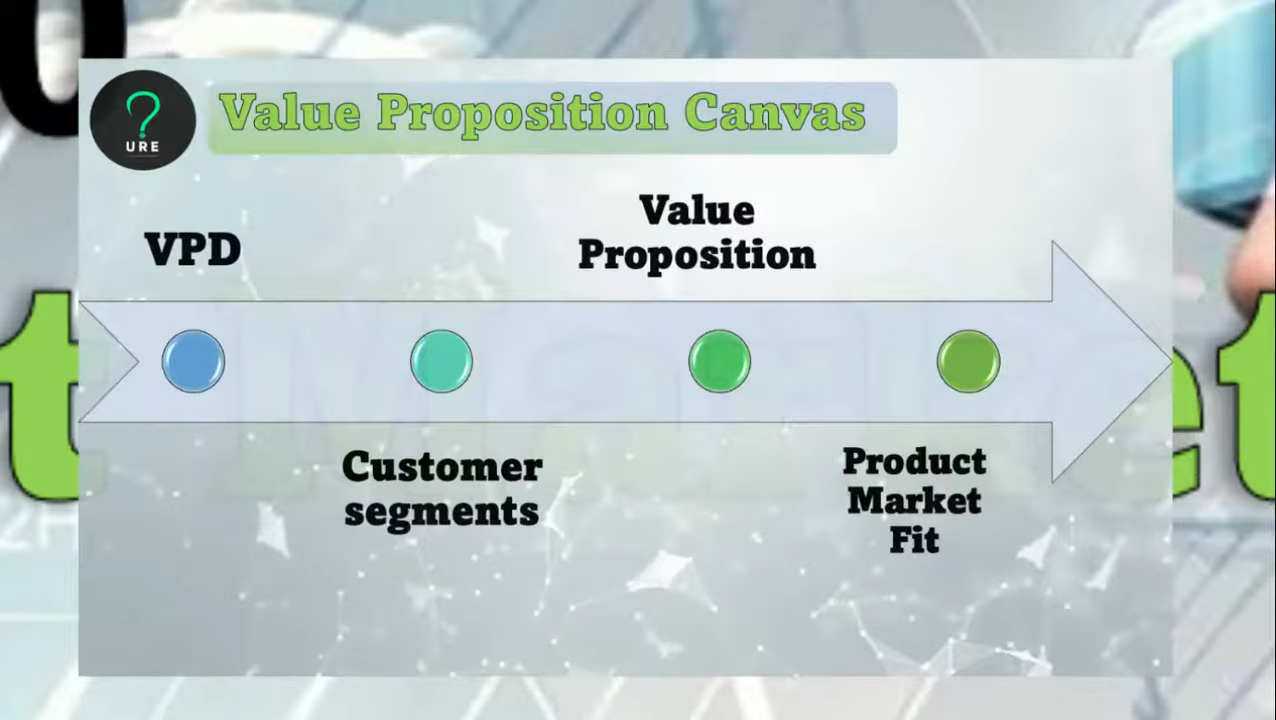 URE
Value Proposition Canvas
VPD
Value
Proposition
Customer
segments
Product
Market
Fit